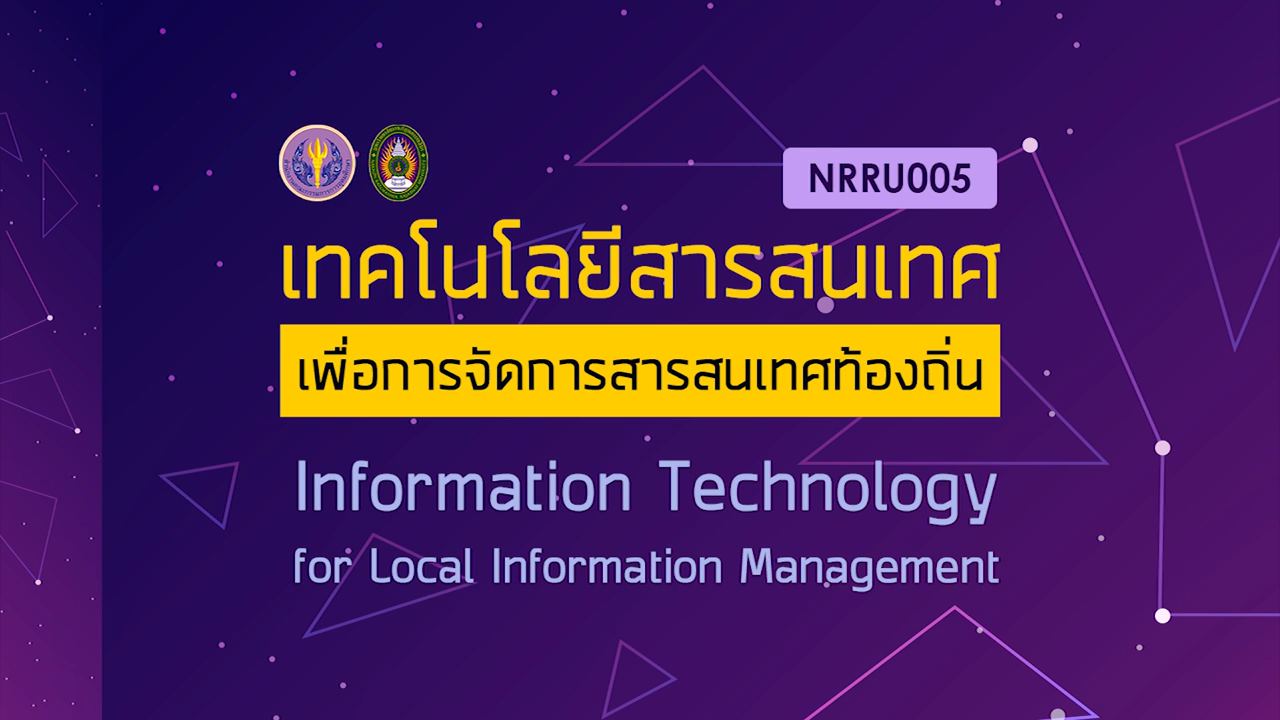 NRRU005
เทคโนโลยีสารสนเทศ
เพื่อการจัดการสารสนเทศท้องถิ่น
Information Technology
for Local Information Management